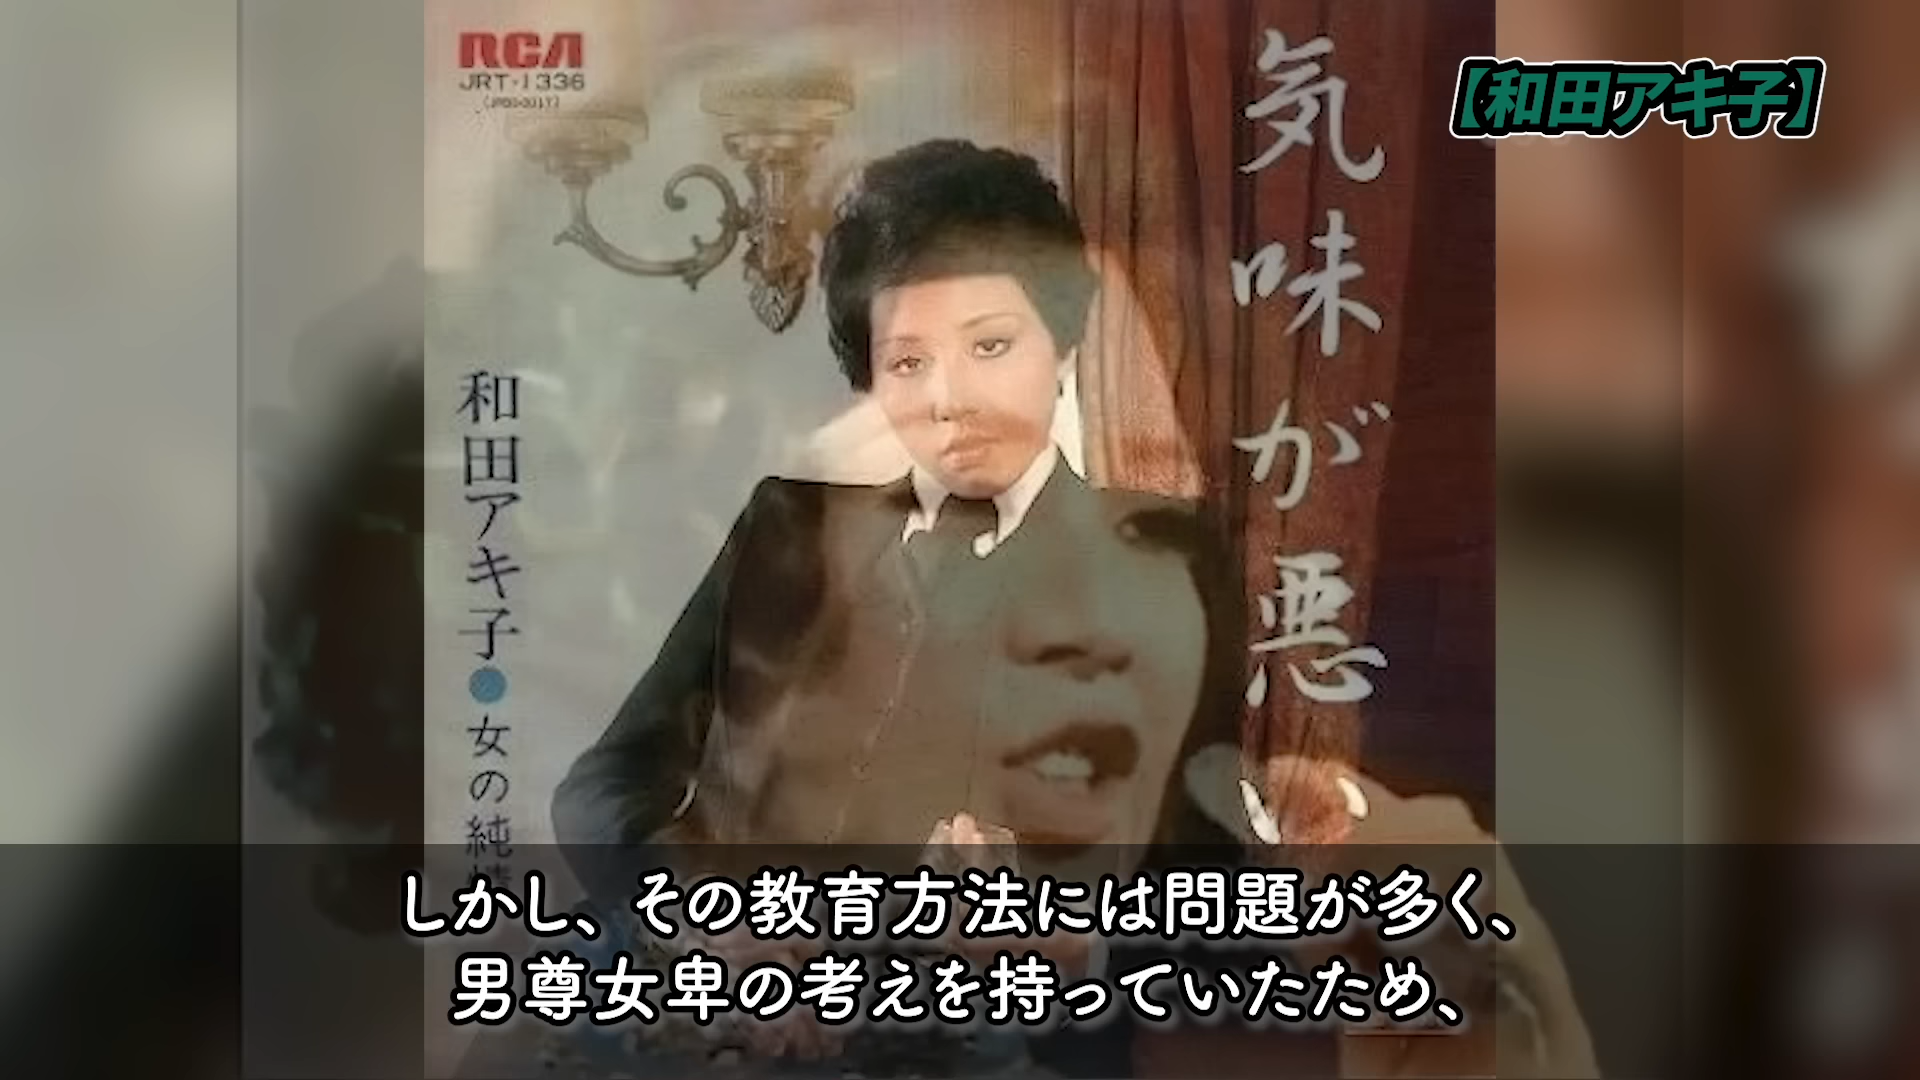 RCA
JRT-1336
【和田アキ子】
気味が悪い
和田アキ子●女の純情
しかし、その教育方法には問題が多く、
男尊女卑の考えを持っていたため、